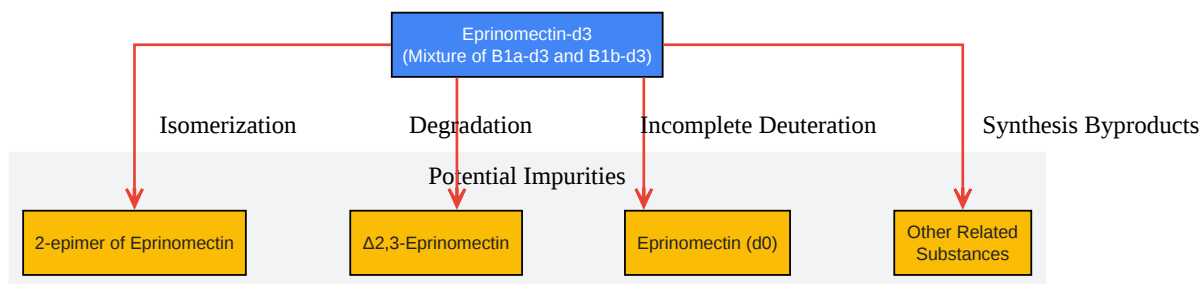 Eprinomectin-d3
(Mixture of B1a-d3 and B1b-d3)
Isomerization
Degradation
Incomplete Deuteration
Synthesis Byproducts
Potential Impurities
2-epimer of Eprinomectin
Δ2,3-Eprinomectin
Eprinomectin (d0)
Other Related
Substances